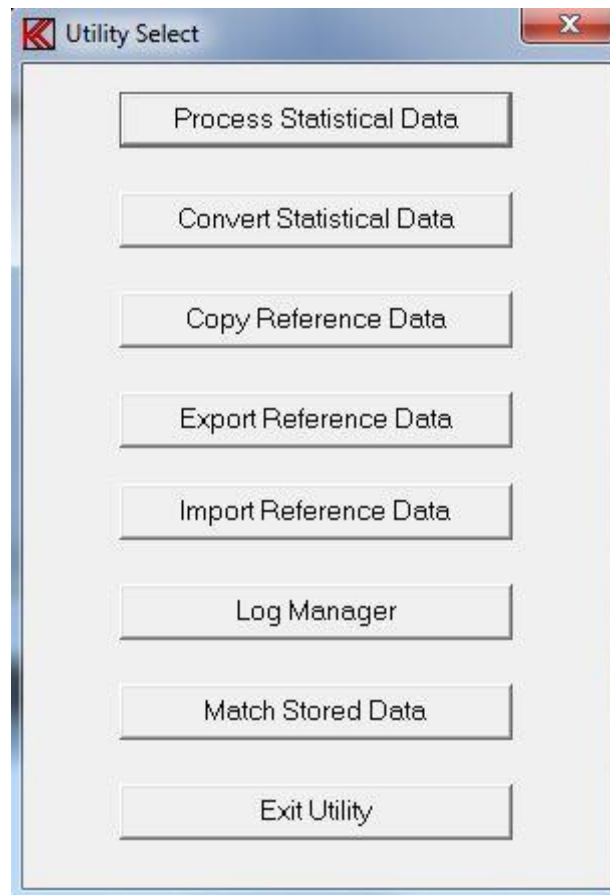 Utility Select
Process Statistical Data
Convert Statistical Data
Copy Reference Data
Export Reference Data
Import Reference Data
Log Manager
Match Stored Data
Exit Utility